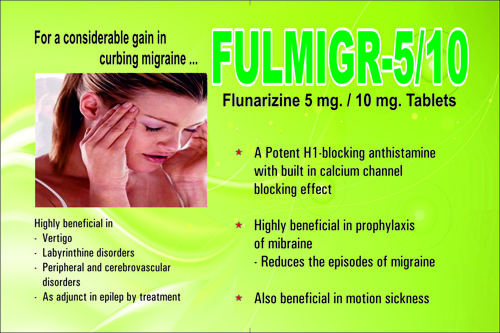 For a considerable gain in
curbing migraine ...
FULMIGR-5/10
Flunarizine 5 mg. / 10 mg. Tablets
★ A Potent H1-blocking anthistamine
with built in calcium channel
blocking effect
★ Highly beneficial in prophylaxis
of mibraine
- Reduces the episodes of migraine
★ Also beneficial in motion sickness
Highly beneficial in
- Vertigo
- Labyrinthine disorders
- Peripheral and cerebrovascular
disorders
- As adjunct in epilep by treatment